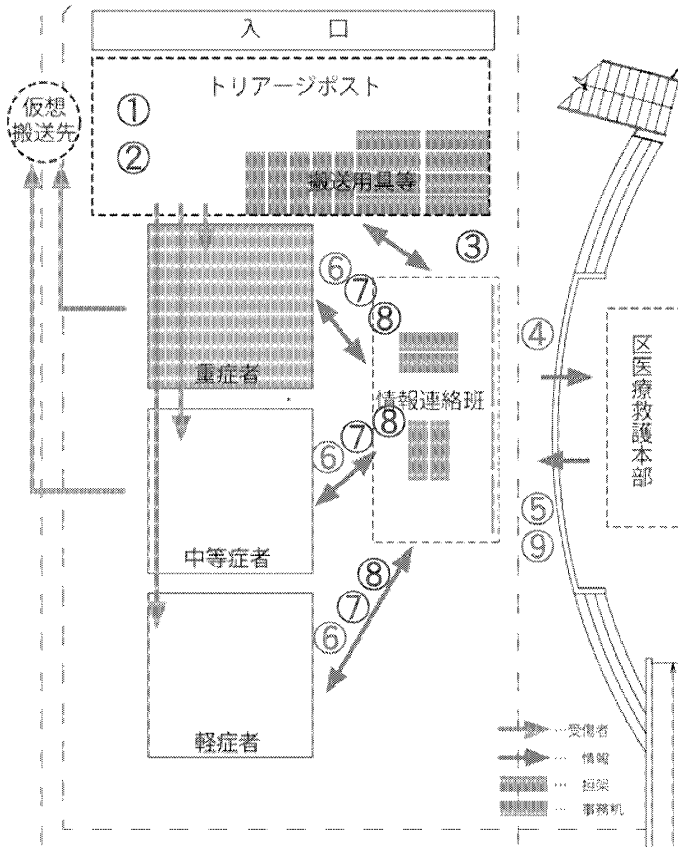 入 口
トリアージポスト
仮想
搬送先
①
②
搬送用具等
③
⑥
⑦
⑧
④
重症者
情報連絡班
区医療救護本部
⑥
⑦
⑧
⑤
⑨
中等症者
⑥
⑦
⑧
軽症者
…受傷者
… 情報
… 担架
… 事務机